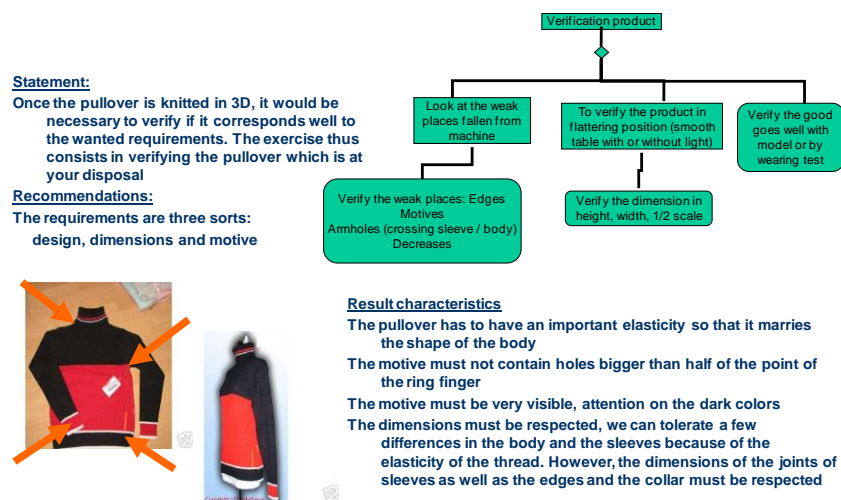 Verification product
Statement:
Once the pullover is knitted in 3D, it would be
necessary to verify if it corresponds well to
the wanted requirements. The exercise thus
consists in verifying the pullover which is at
your disposal
Recommendations:
The requirements are three sorts:
design, dimensions and motive
Look at the weak
places fallen from
machine
To verify the product in
flattering position (smooth
table with or without light)
Verify the good
goes well with
model or by
wearing test
Verify the weak places: Edges
Motives
Armholes (crossing sleeve / body)
Decreases
Verify the dimension in
height, width, 1/2 scale
Result characteristics
The pullover has to have an important elasticity so that it marries
the shape of the body
The motive must not contain holes bigger than half of the point of
the ring finger
The motive must be very visible, attention on the dark colors
The dimensions must be respected, we can tolerate a few
differences in the body and the sleeves because of the
elasticity of the thread. However, the dimensions of the joints of
sleeves as well as the edges and the collar must be respected